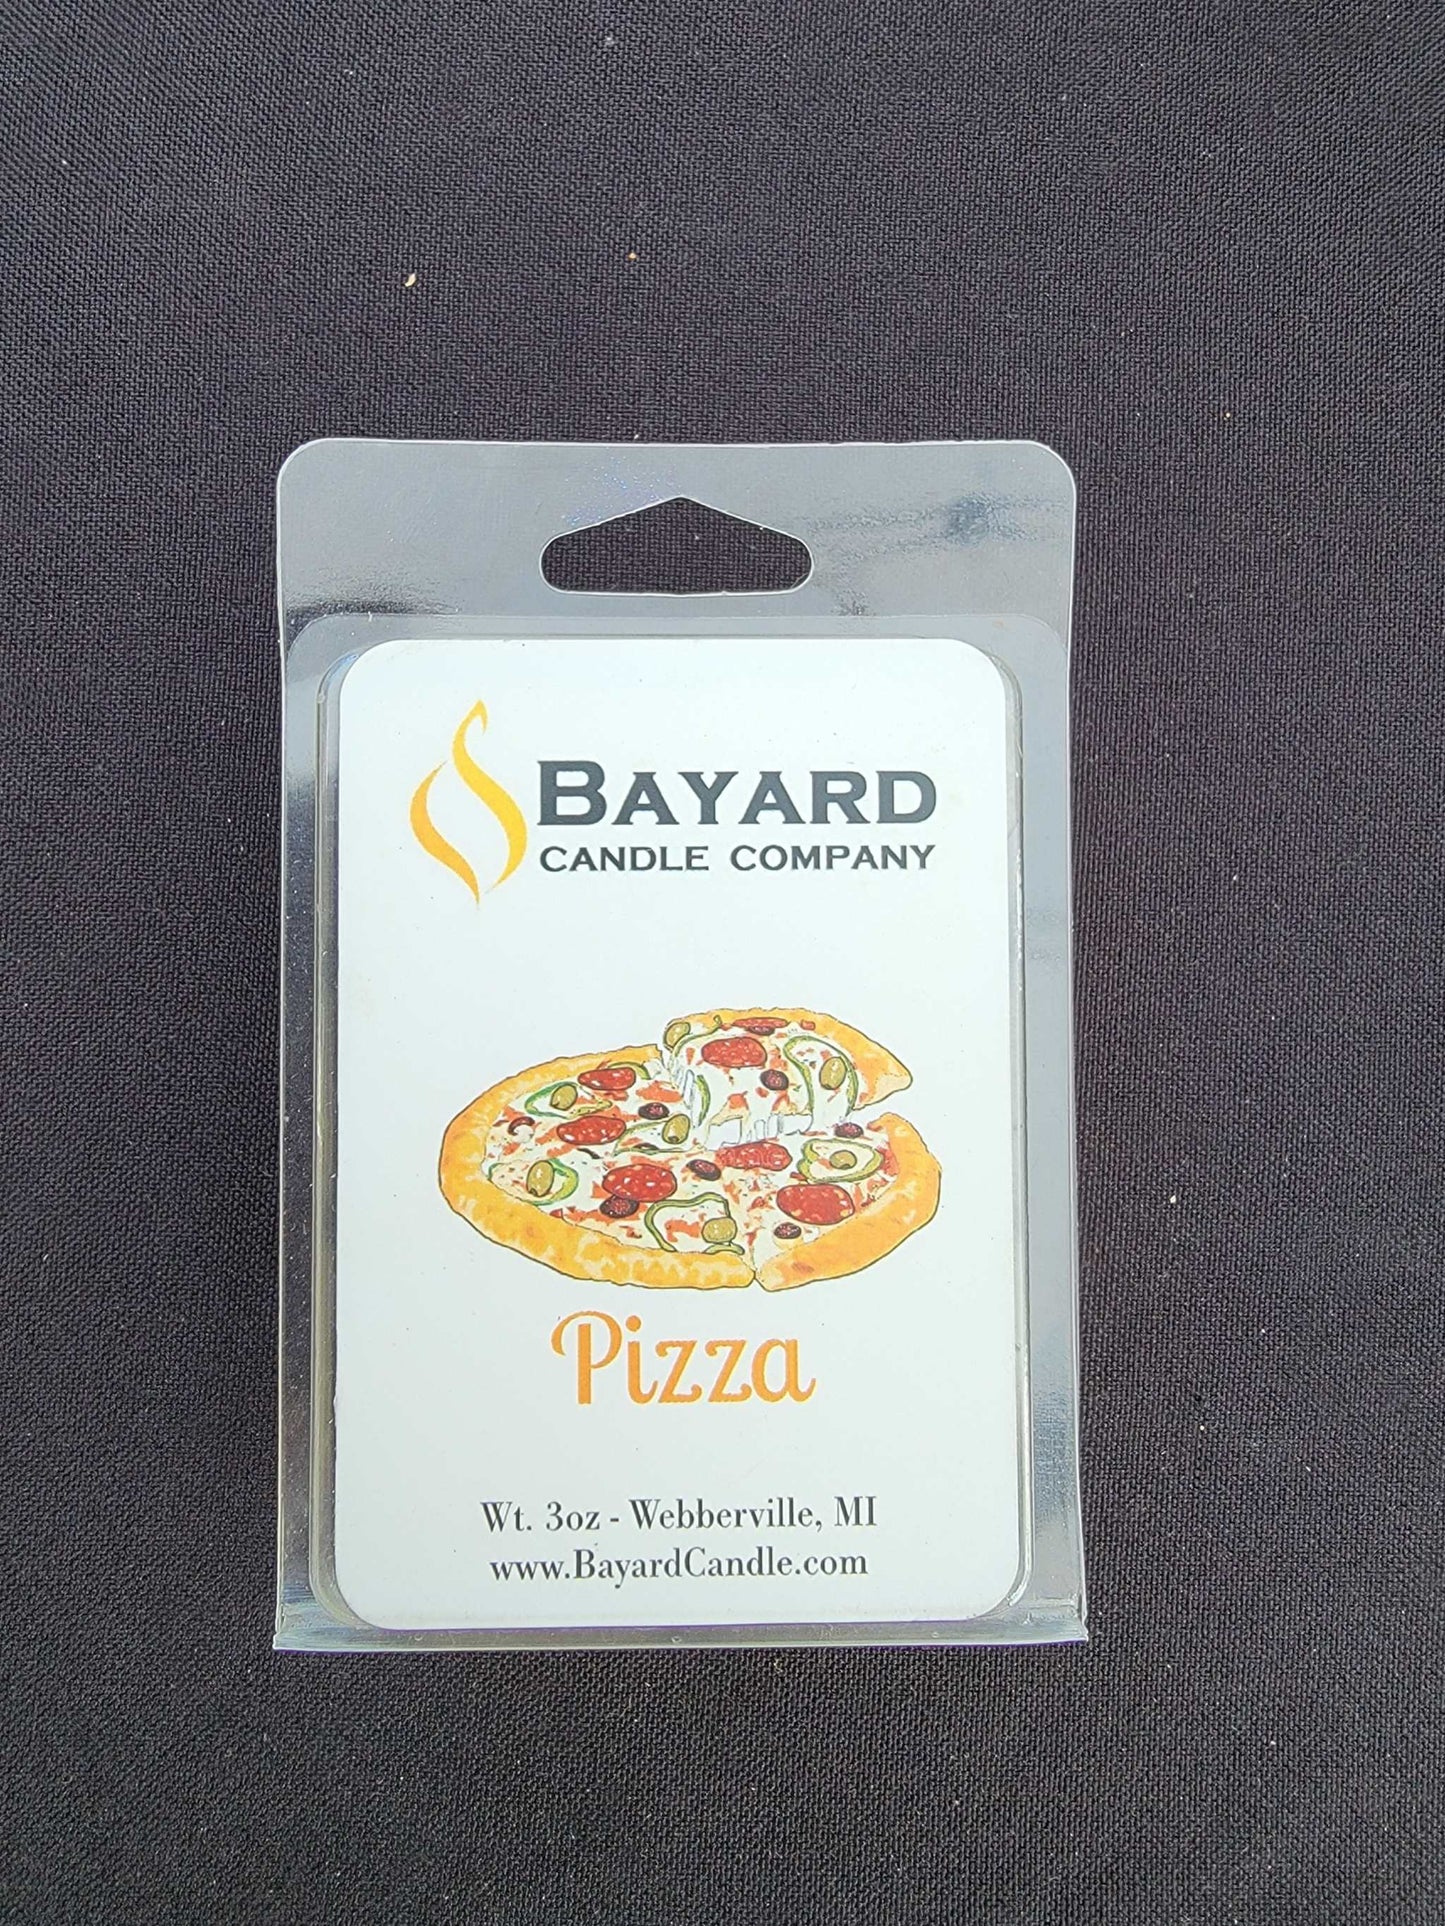 BAYARD
CANDLE COMPANY
Pizza
Wt. 3oz - Webberville, MI
www.BayardCandle.com